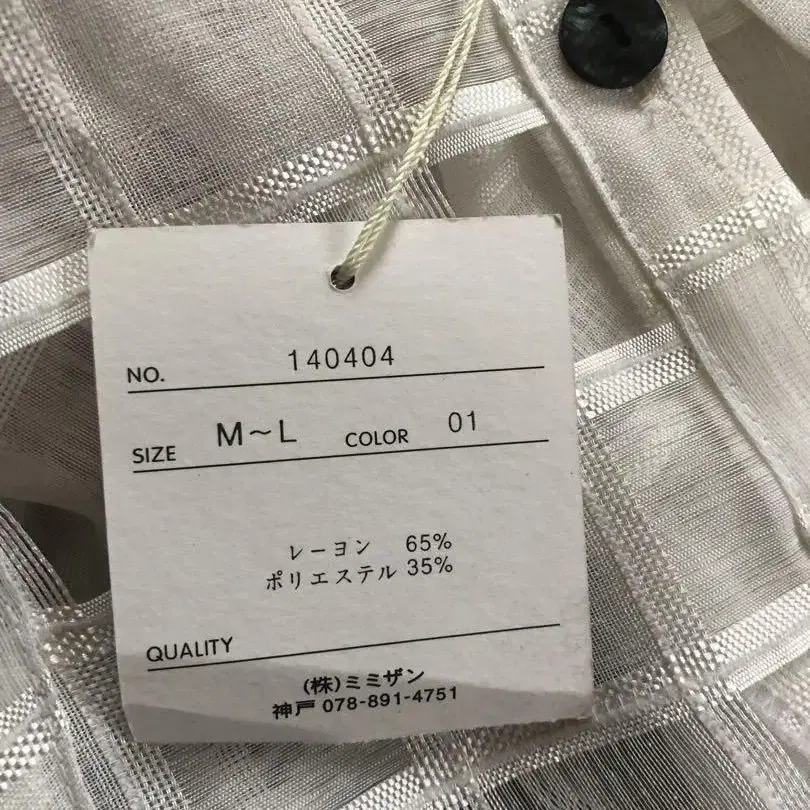 NO. 140404
SIZE M~L COLOR 01
レーヨン 65%
ポリエステル 35%
QUALITY
(株)ミミザン
神戸 078-891-4751